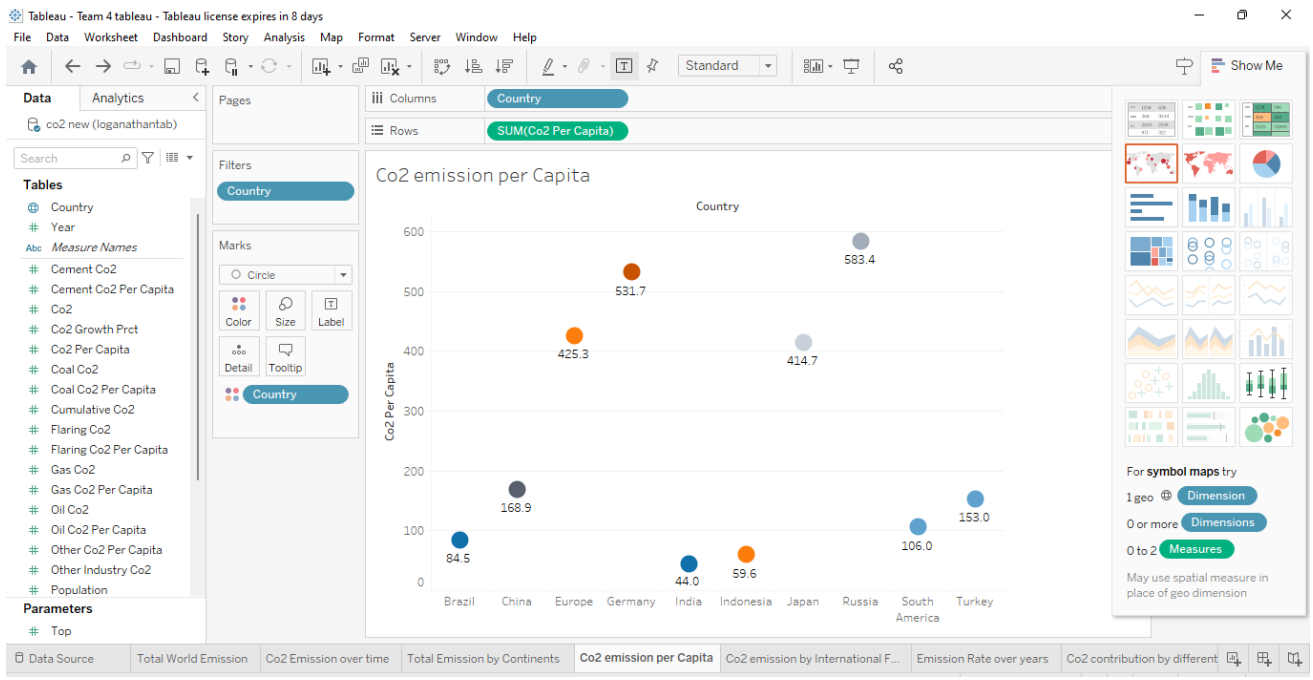 Tableau - Team 4 tableau - Tableau license expires in 8 days
File Data Worksheet Dashboard Story Analysis Map Format Server Window Help
Standard
Show Me
Data Analytics
co2 new (loganathantab)
Search
Tables
Country
Year
Abc Measure Names
# Cement Co2
# Cement Co2 Per Capita
# Co2
# Co2 Growth Prct
# Co2 Per Capita
# Coal Co2
# Coal Co2 Per Capita
# Cumulative Co2
# Flaring Co2
# Flaring Co2 Per Capita
# Gas Co2
# Gas Co2 Per Capita
# Oil Co2
# Oil Co2 Per Capita
# Other Co2 Per Capita
# Other Industry Co2
# Population
Parameters
# Top
Pages
Filters
Country
Marks
Circle
Color Size Label
Detail Tooltip
Country
Columns Country
Rows SUM(Co2 Per Capita)
Co2 emission per Capita
Country
Co2 Per Capita
600
500
400
300
200
100
0
84.5
168.9
425.3
531.7
44.0
59.6
414.7
583.4
106.0
153.0
Brazil China Europe Germany India Indonesia Japan Russia South America Turkey
For symbol maps try
1 geo Dimension
0 or more Dimensions
0 to 2 Measures
May use spatial measure in
place of geo dimension
Data Source Total World Emission Co2 Emission over time Total Emission by Continents Co2 emission per Capita Co2 emission by International F... Emission Rate over years Co2 contribution by different